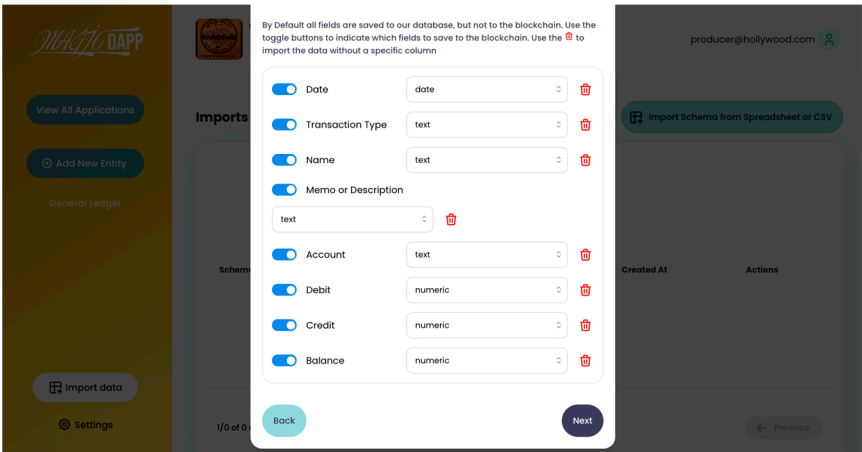 By Default all fields are saved to our database, but not to the blockchain. Use the
toggle buttons to indicate which fields to save to the blockchain. Use the to
import the data without a specific column
MAGIC DAPP
producer@hollywood.com
View All Applications
Add New Entity
General Ledger
Import data
Settings
Imports
Import Schema from Spreadsheet or CSV
Date
date
Transaction Type
text
Name
text
Memo or Description
text
Account
text
Debit
numeric
Credit
numeric
Balance
numeric
Created At
Actions
Back
Next
1/0 of 0
Previous